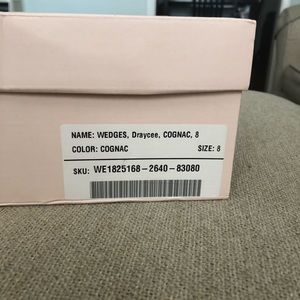 NAME: WEDGES, Draycee, COGNAC, 8
COLOR: COGNAC SIZE: 8
SKU: WE1825168-2640-83080